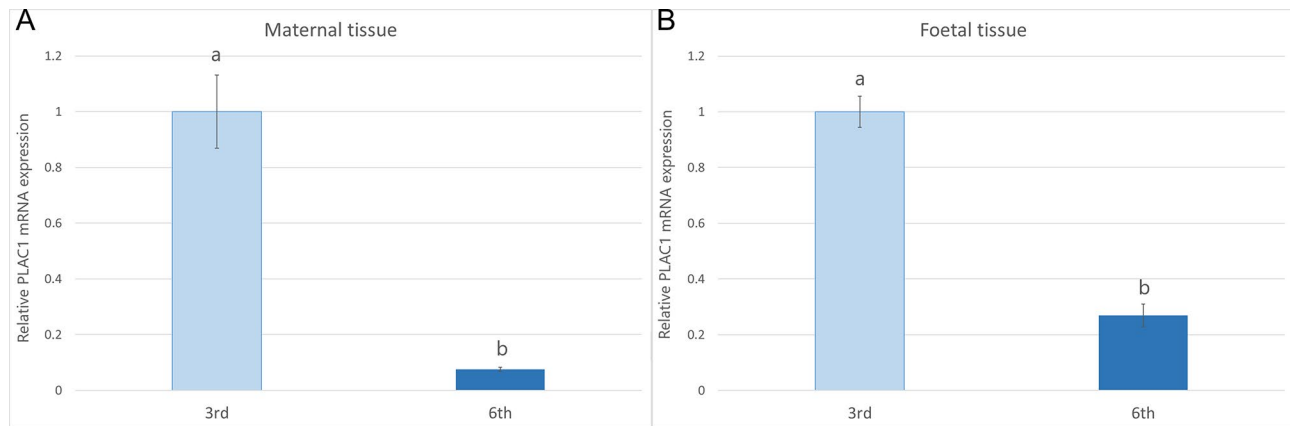 A
Maternal tissue
Relative PLAC1 mRNA expression
1.2
1
0.8
0.6
0.4
0.2
0
a
b
3rd
6th
B
Foetal tissue
Relative PLAC1 mRNA expression
1.2
1
0.8
0.6
0.4
0.2
0
a
b
3rd
6th